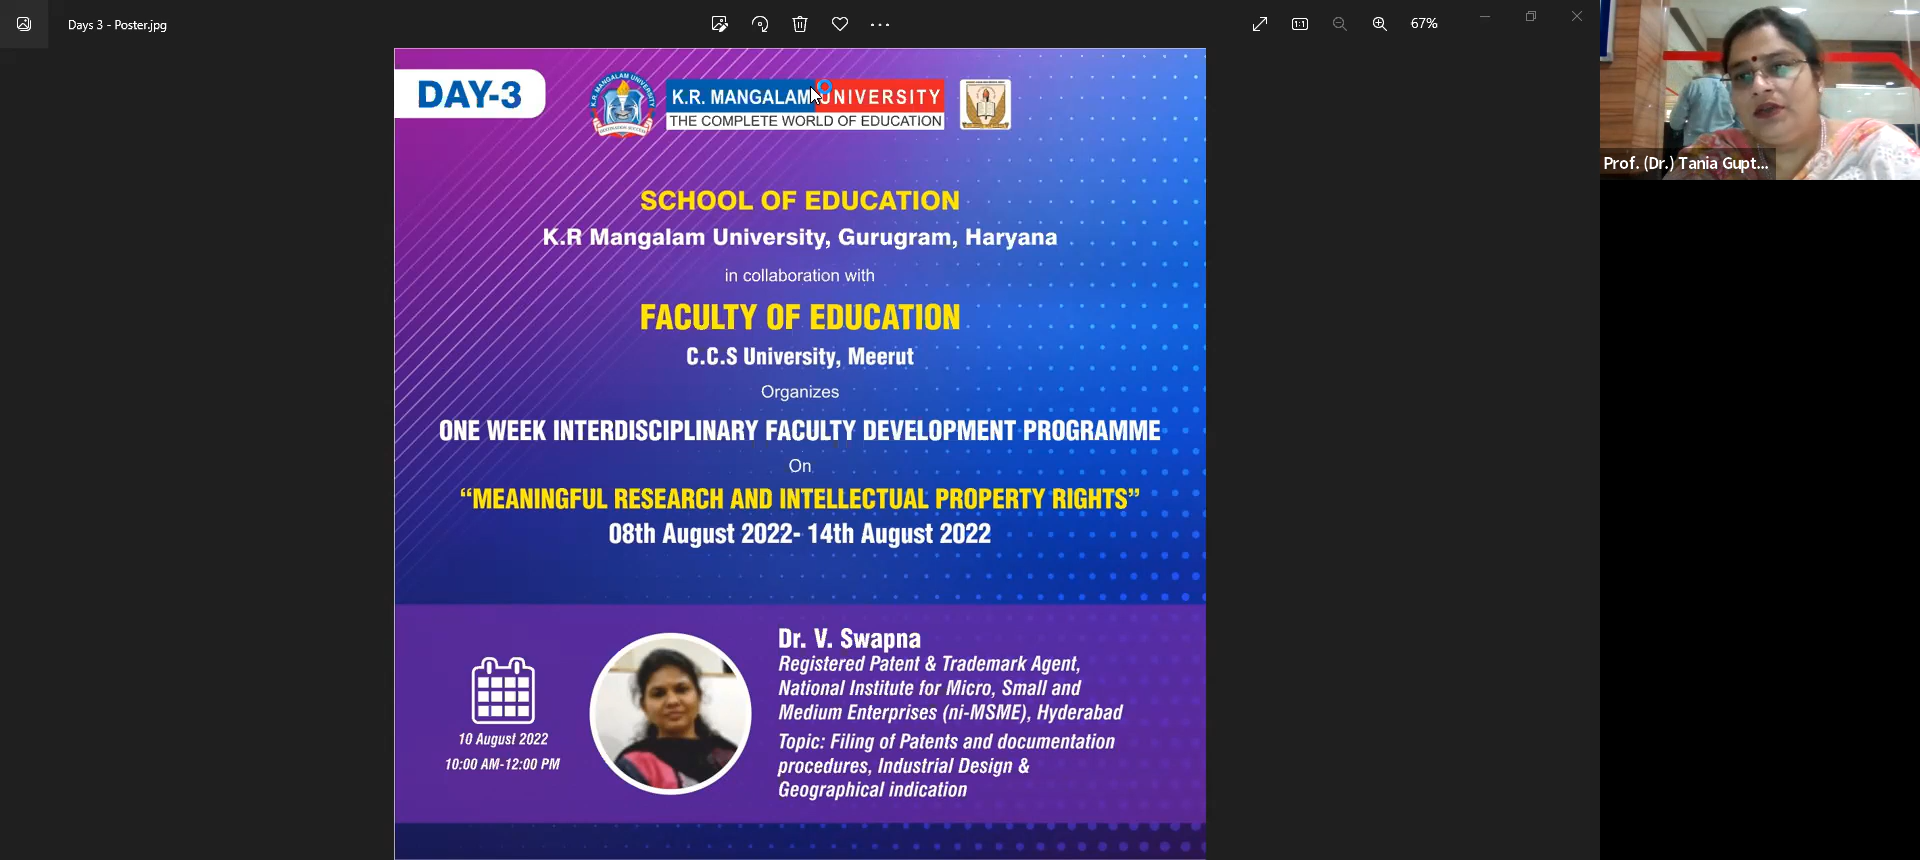 Days 3 - Poster.jpg
67%
DAY-3
K.R. MANGALAM UNIVERSITY
THE COMPLETE WORLD OF EDUCATION
SCHOOL OF EDUCATION
K.R Mangalam University, Gurugram, Haryana
in collaboration with
FACULTY OF EDUCATION
C.C.S University, Meerut
Organizes
ONE WEEK INTERDISCIPLINARY FACULTY DEVELOPMENT PROGRAMME
On
“MEANINGFUL RESEARCH AND INTELLECTUAL PROPERTY RIGHTS”
08th August 2022- 14th August 2022
10 August 2022
10:00 AM-12:00 PM
Dr. V. Swapna
Registered Patent & Trademark Agent,
National Institute for Micro, Small and
Medium Enterprises (ni-MSME), Hyderabad
Topic: Filing of Patents and documentation
procedures, Industrial Design &
Geographical indication
Prof. (Dr.) Tania Gupt...